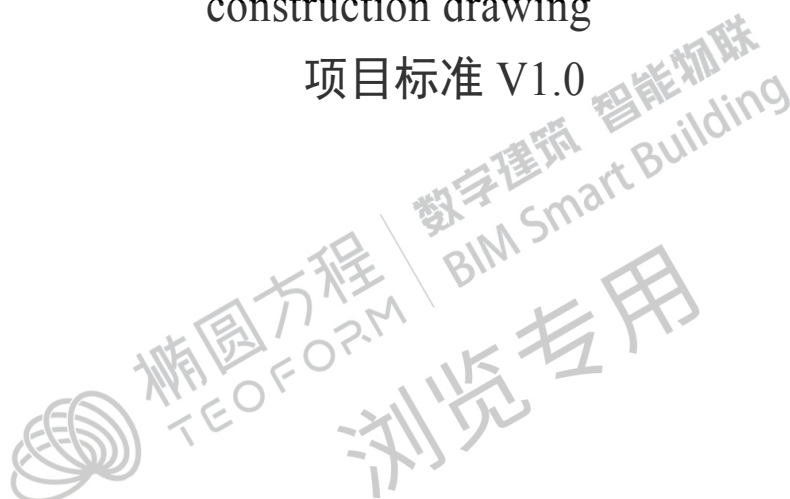 construction drawing
项目标准 V1.0
数字建筑 智能物联
BIM Smart Building
椭圆方程
TEOFORM
浏览专用